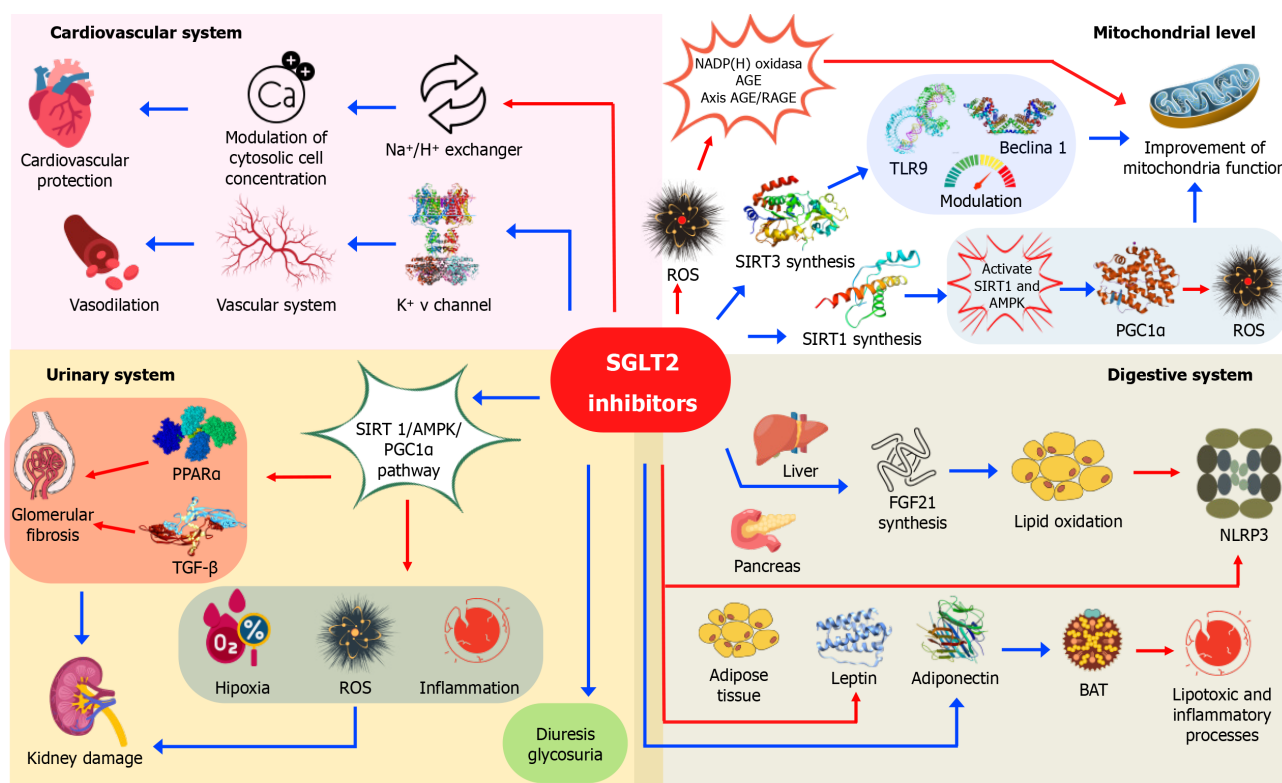 Cardiovascular system
Cardiovascular
protection
++
Ca
Modulation of
cytosolic cell
concentration
Na⁺/H⁺ exchanger
Vasodilation
Vascular system
K⁺ v channel
Mitochondrial level
NADP(H) oxidasa
AGE
Axis AGE/RAGE
ROS
SIRT3 synthesis
TLR9
Beclina 1
Modulation
Improvement of
mitochondria function
SIRT1 synthesis
Activate
SIRT1 and
AMPK
PGC1α
ROS
SGLT2
inhibitors
Urinary system
SIRT 1/AMPK/
PGC1α
pathway
PPARα
Glomerular
fibrosis
TGF-β
O₂
%
Hipoxia
ROS
Inflammation
Kidney damage
Diuresis
glycosuria
Digestive system
Liver
Pancreas
FGF21
synthesis
Lipid oxidation
NLRP3
Adipose
tissue
Leptin
Adiponectin
BAT
Lipotoxic and
inflammatory
processes